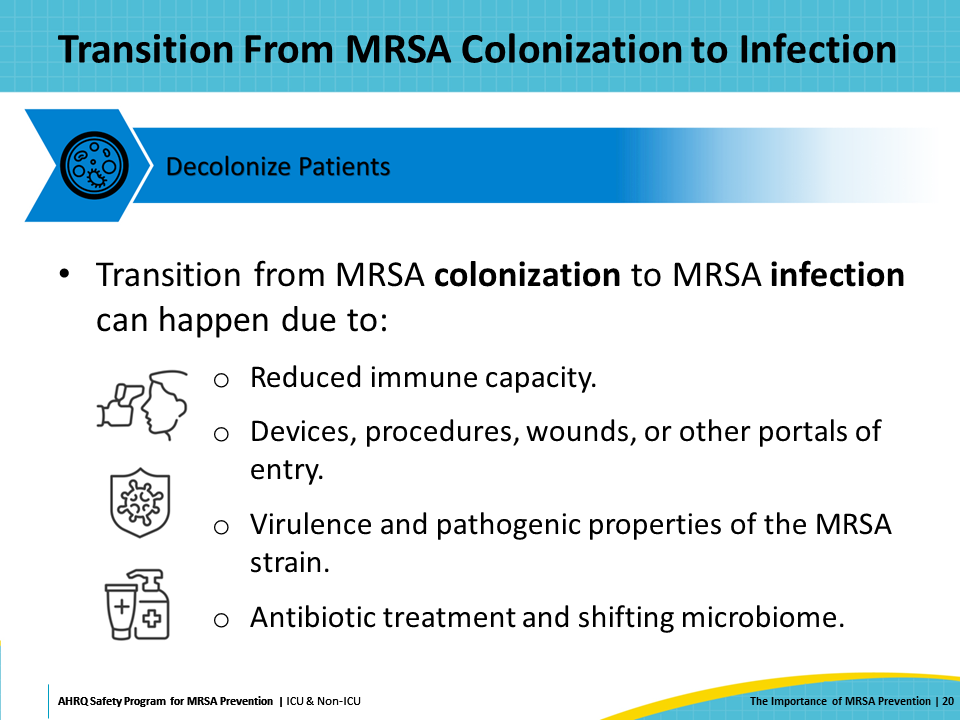 Transition From MRSA Colonization to Infection
Decolonize Patients
• Transition from MRSA colonization to MRSA infection
can happen due to:
o Reduced immune capacity.
o Devices, procedures, wounds, or other portals of
entry.
o Virulence and pathogenic properties of the MRSA
strain.
o Antibiotic treatment and shifting microbiome.
AHRQ Safety Program for MRSA Prevention | ICU & Non-ICU
The Importance of MRSA Prevention | 20